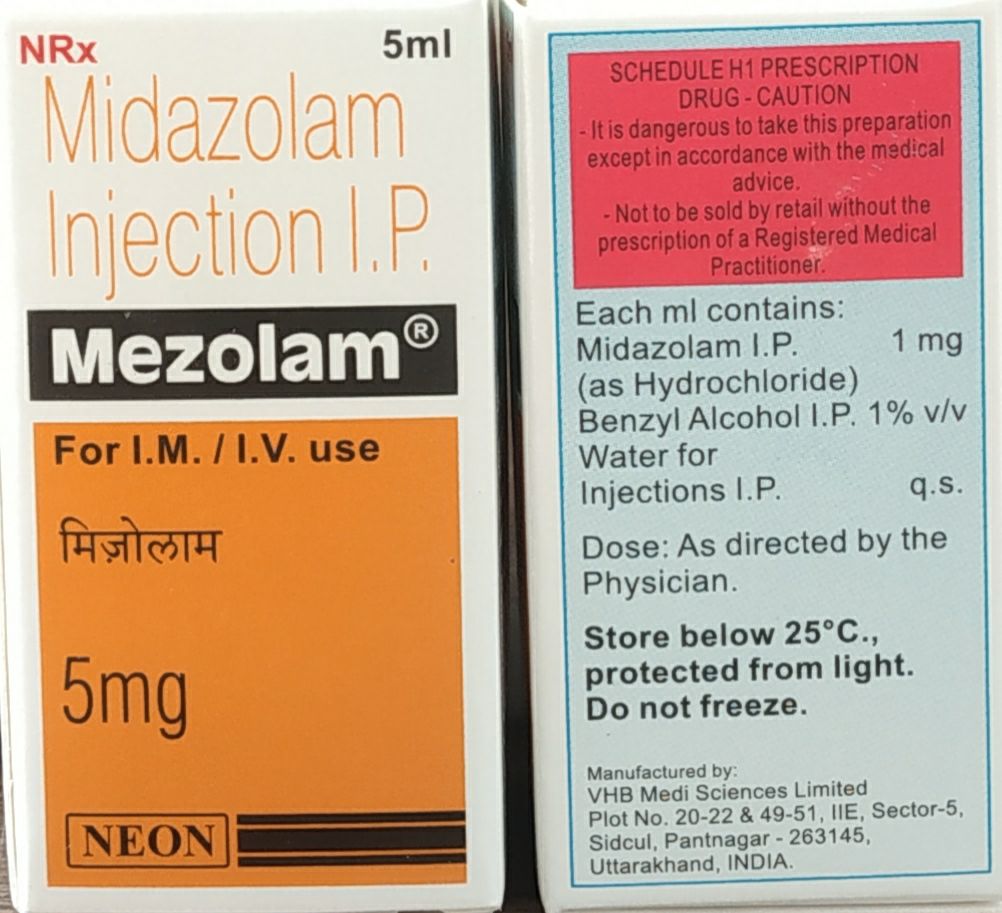 NRx 5ml
Midazolam
Injection I.P.
Mezolam®
For I.M. / I.V. use
मिज़ोलाम
5mg
NEON
SCHEDULE H1 PRESCRIPTION
DRUG - CAUTION
- It is dangerous to take this preparation
except in accordance with the medical
advice.
- Not to be sold by retail without the
prescription of a Registered Medical
Practitioner.
Each ml contains:
Midazolam I.P. 1 mg
(as Hydrochloride)
Benzyl Alcohol I.P. 1% v/v
Water for
Injections I.P. q.s.
Dose: As directed by the
Physician.
Store below 25°C.,
protected from light.
Do not freeze.
Manufactured by:
VHB Medi Sciences Limited
Plot No. 20-22 & 49-51, IIE, Sector-5,
Sidcul, Pantnagar - 263145,
Uttarakhand, INDIA.